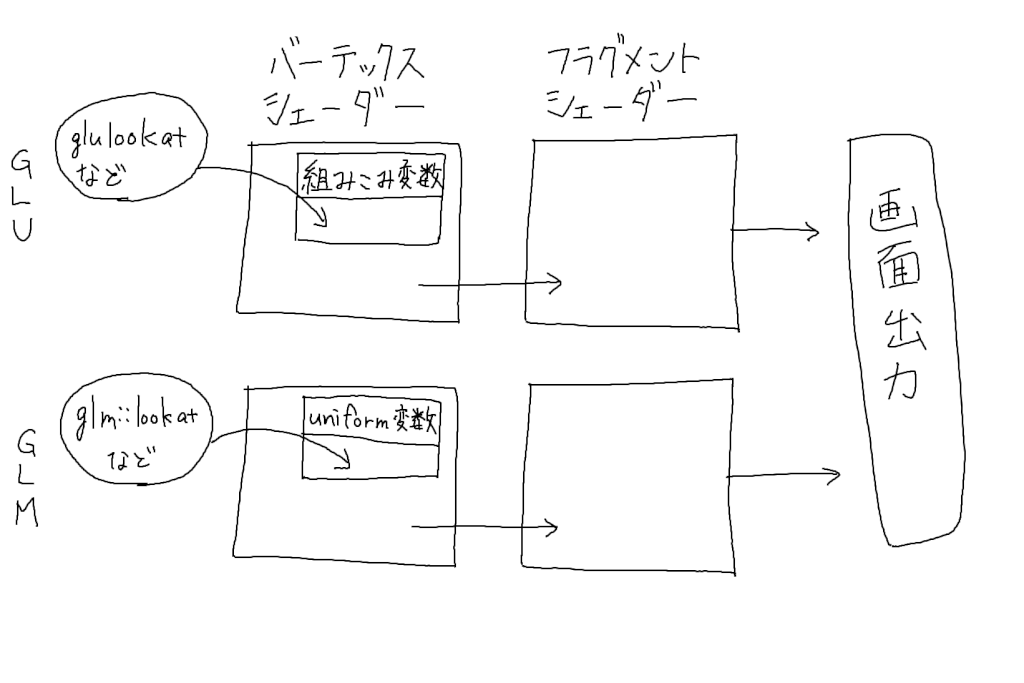 バーテックス
シェーダー
フラグメント
シェーダー
GLU
glulookat
など
組みこみ変数
画面出力
GLM
glm::lookat
など
uniform変数